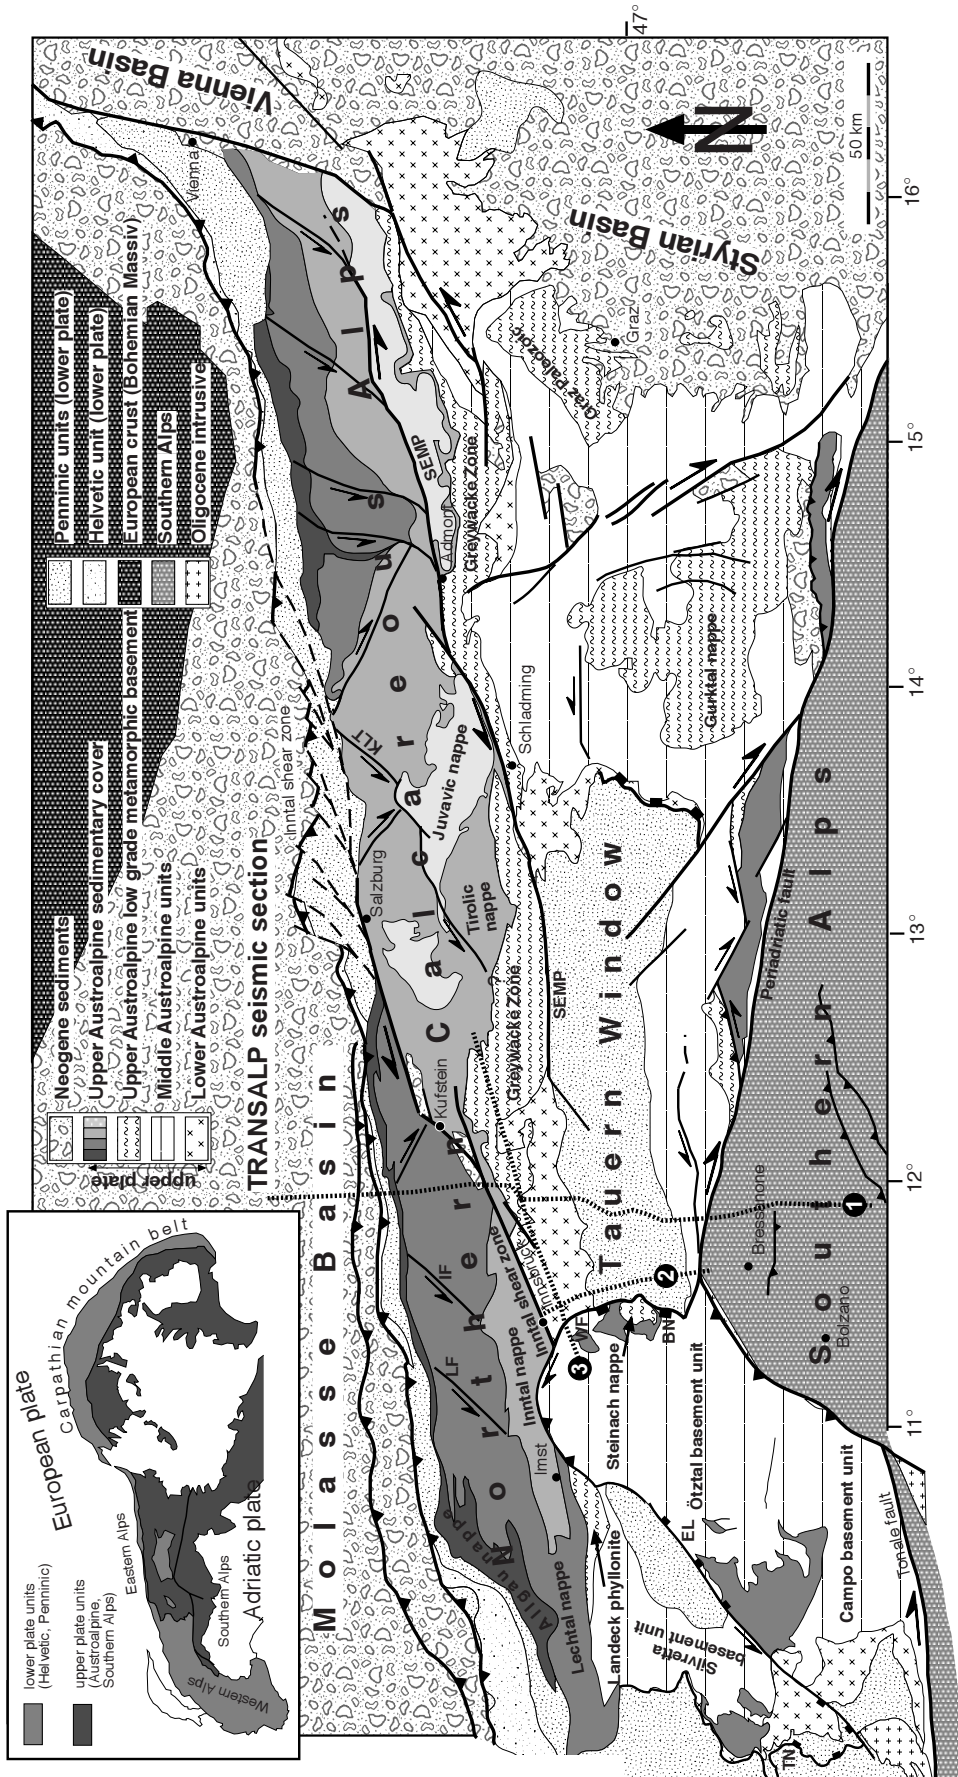 European plate
Carpathian mountain belt
lower plate units
(Helvetic, Penninic)
upper plate units
(Austroalpine,
Southern Alps)
Eastern Alps
Southern Alps
Western Alps
Adriatic plate
upper plate
Neogene sediments
Upper Austroalpine sedimentary cover
Upper Austroalpine low grade metamorphic basement
Middle Austroalpine units
Lower Austroalpine units
Penninic units (lower plate)
Helvetic unit (lower plate)
European crust (Bohemian Massiv)
Southern Alps
Oligocene intrusive
TRANSALP seismic section
Inntal shear zone
Vienna Basin
Vienna
Molasse Basin
Northern Calcareous Alps
Salzburg
KLT
Kufstein
IF
LF
Allgäu nappe
Lechtal nappe
Inntal nappe
Inntal shear zone
Innsbruck
Imst
Tirolic
nappe
Juvavic nappe
Greywacke Zone
Greywacke Zone
SEMP
SEMP
Admont
Schladming
Graz Paleozoic
Graz
Styrian Basin
Gurktal nappe
Tauern Window
Landeck phyllonite
Steinach nappe
WF
BN
Silvretta
basement unit
Ötztal basement unit
EL
Campo basement unit
TN
Tonale fault
Periadriatic fault
Southern Alps
Bressanone
Bolzano
1
2
3
N
50 km
47°
11°
12°
13°
14°
15°
16°